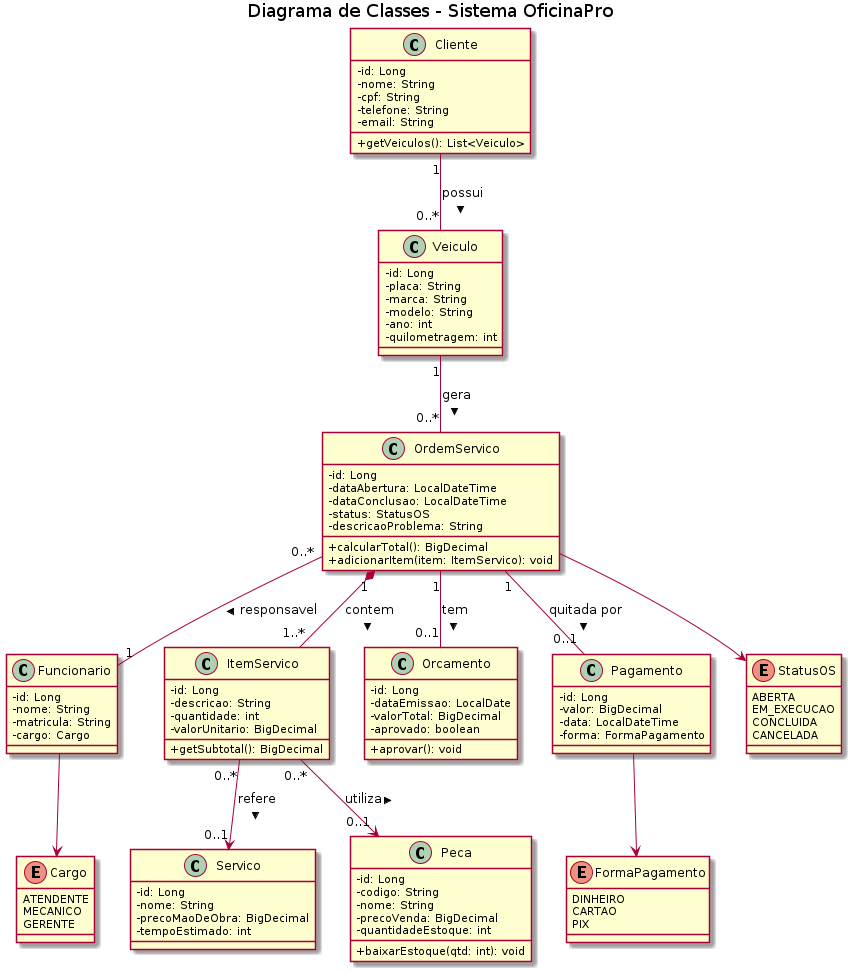 Diagrama de Classes - Sistema OficinaPro
C Cliente
-id: Long
-nome: String
-cpf: String
-telefone: String
-email: String
+getVeiculos(): List<Veiculo>
1
possui
0..*
C Veiculo
-id: Long
-placa: String
-marca: String
-modelo: String
-ano: int
-quilometragem: int
1
gera
0..*
C OrdemServico
-id: Long
-dataAbertura: LocalDateTime
-dataConclusao: LocalDateTime
-status: StatusOS
-descricaoProblema: String
+calcularTotal(): BigDecimal
+adicionarItem(item: ItemServico): void
0..*
responsavel
1
1
contem
1..*
1
tem
0..1
1
quitada por
0..1
C Funcionario
-id: Long
-nome: String
-matricula: String
-cargo: Cargo
C ItemServico
-id: Long
-descricao: String
-quantidade: int
-valorUnitario: BigDecimal
+getSubtotal(): BigDecimal
C Orcamento
-id: Long
-dataEmissao: LocalDate
-valorTotal: BigDecimal
-aprovado: boolean
+aprovar(): void
C Pagamento
-id: Long
-valor: BigDecimal
-data: LocalDateTime
-forma: FormaPagamento
E StatusOS
ABERTA
EM_EXECUCAO
CONCLUIDA
CANCELADA
0..*
refere
0..1
0..*
utiliza
0..1
E Cargo
ATENDENTE
MECANICO
GERENTE
C Servico
-id: Long
-nome: String
-precoMaoDeObra: BigDecimal
-tempoEstimado: int
C Peca
-id: Long
-codigo: String
-nome: String
-precoVenda: BigDecimal
-quantidadeEstoque: int
+baixarEstoque(qtd: int): void
E FormaPagamento
DINHEIRO
CARTAO
PIX